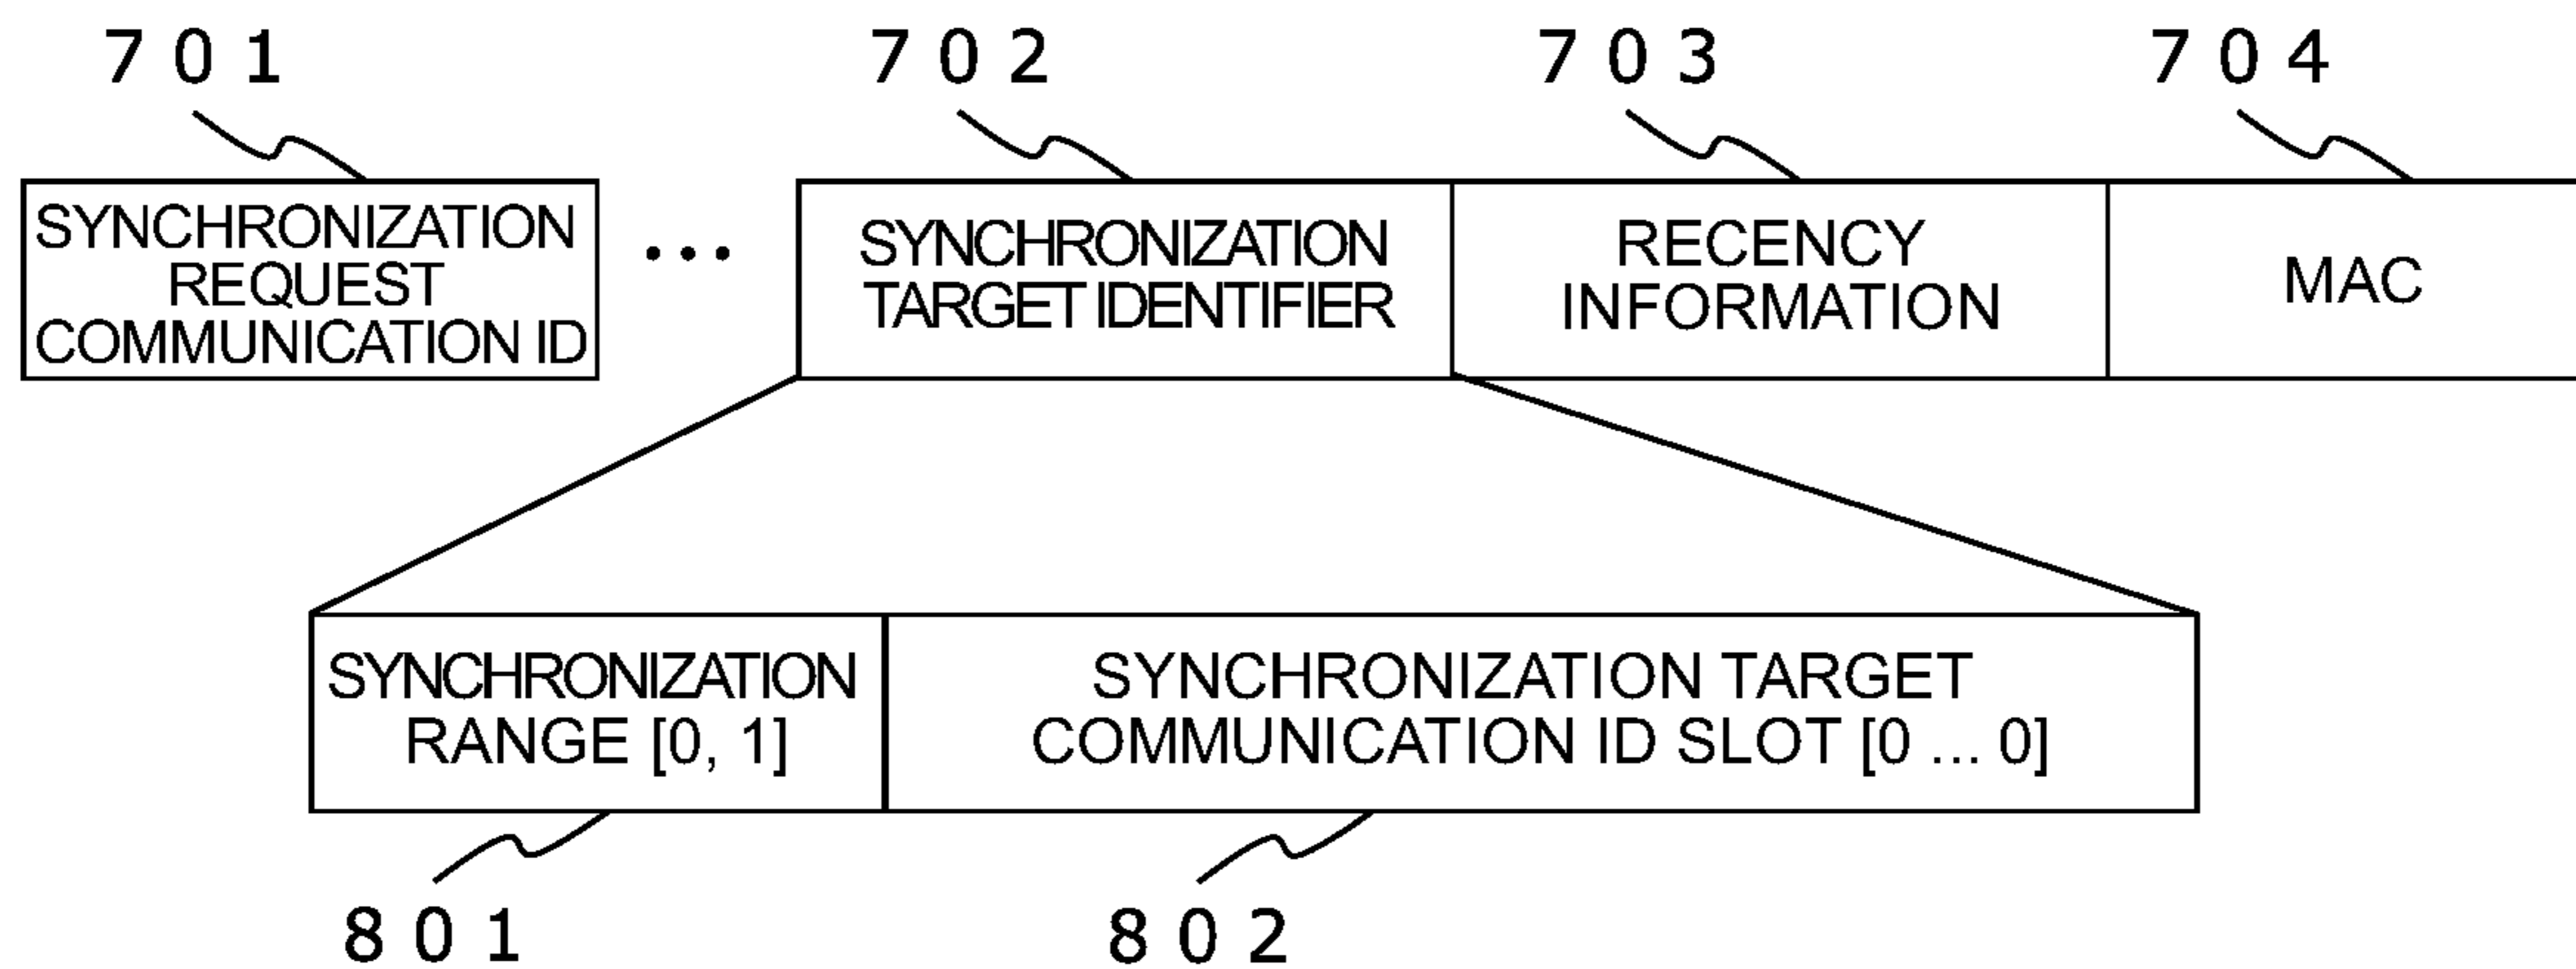 701
702
703
704
SYNCHRONIZATION
REQUEST
COMMUNICATION ID
...
SYNCHRONIZATION
TARGET IDENTIFIER
RECENCY
INFORMATION
MAC
SYNCHRONIZATION
RANGE [0, 1]
SYNCHRONIZATION TARGET
COMMUNICATION ID SLOT [0 ... 0]
801
802